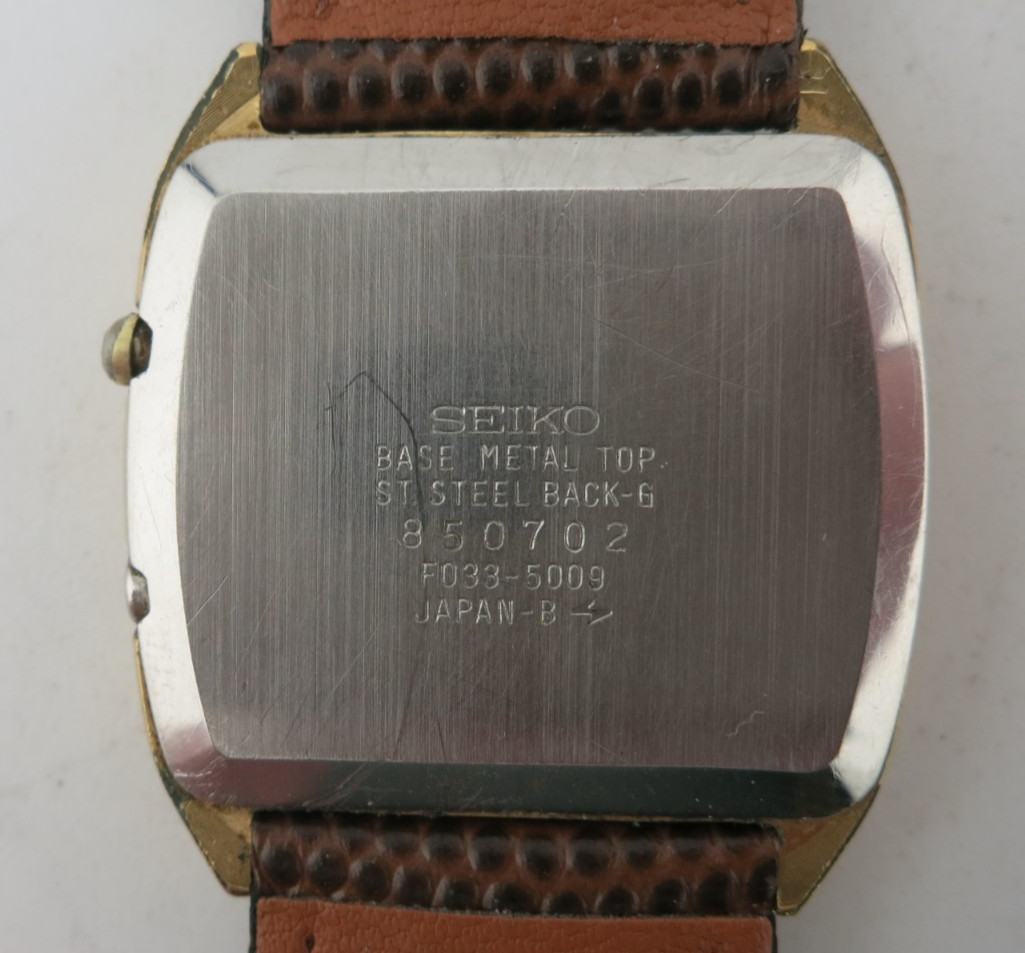 SEIKO
BASE METAL TOP
ST. STEEL BACK-G
850702
F033-5009
JAPAN-B